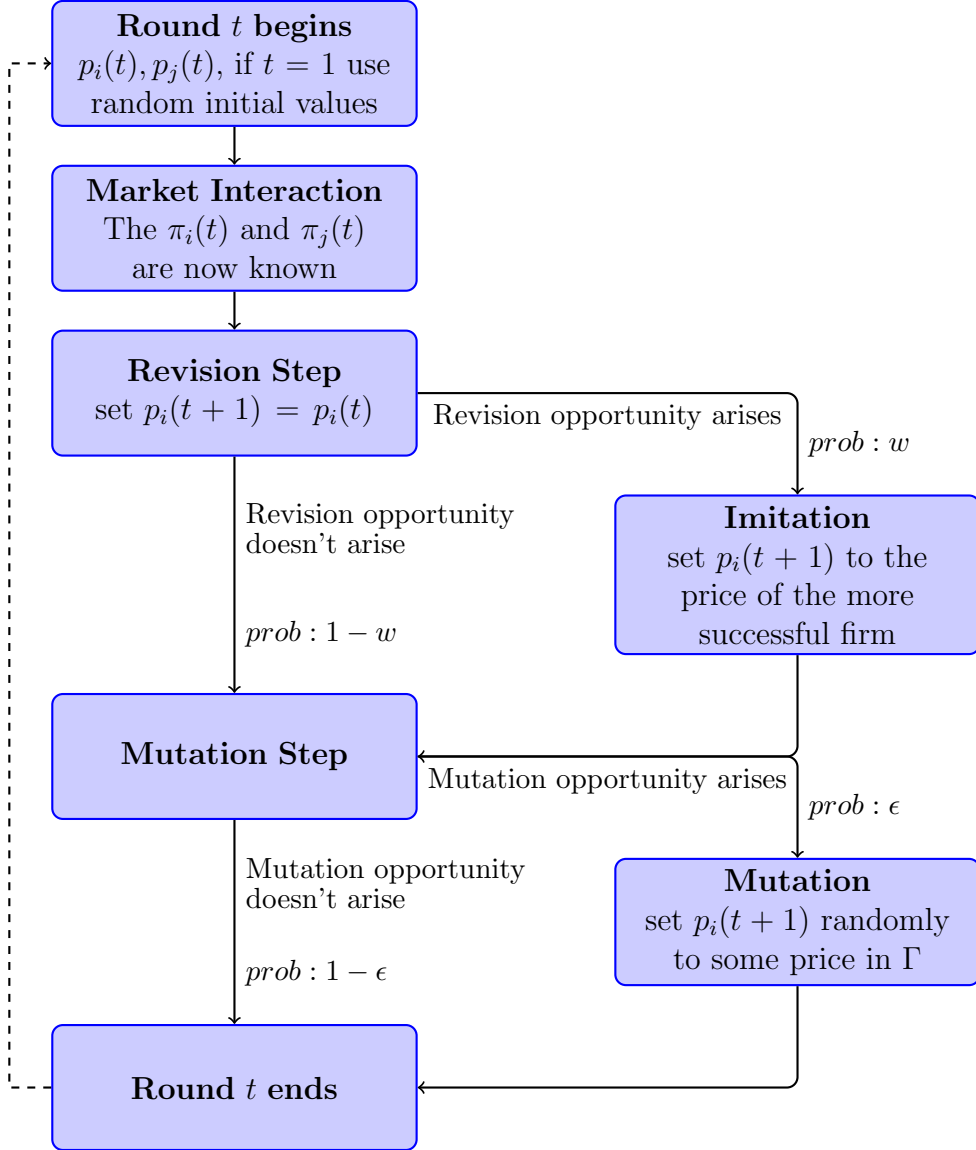 Round t begins
p_i(t), p_j(t), if t = 1 use
random initial values
Market Interaction
The π_i(t) and π_j(t)
are now known
Revision Step
set p_i(t + 1) = p_i(t)
Revision opportunity arises
prob : w
Revision opportunity
doesn't arise
prob : 1 − w
Imitation
set p_i(t + 1) to the
price of the more
successful firm
Mutation Step
Mutation opportunity arises
prob : ϵ
Mutation opportunity
doesn't arise
prob : 1 − ϵ
Mutation
set p_i(t + 1) randomly
to some price in Γ
Round t ends